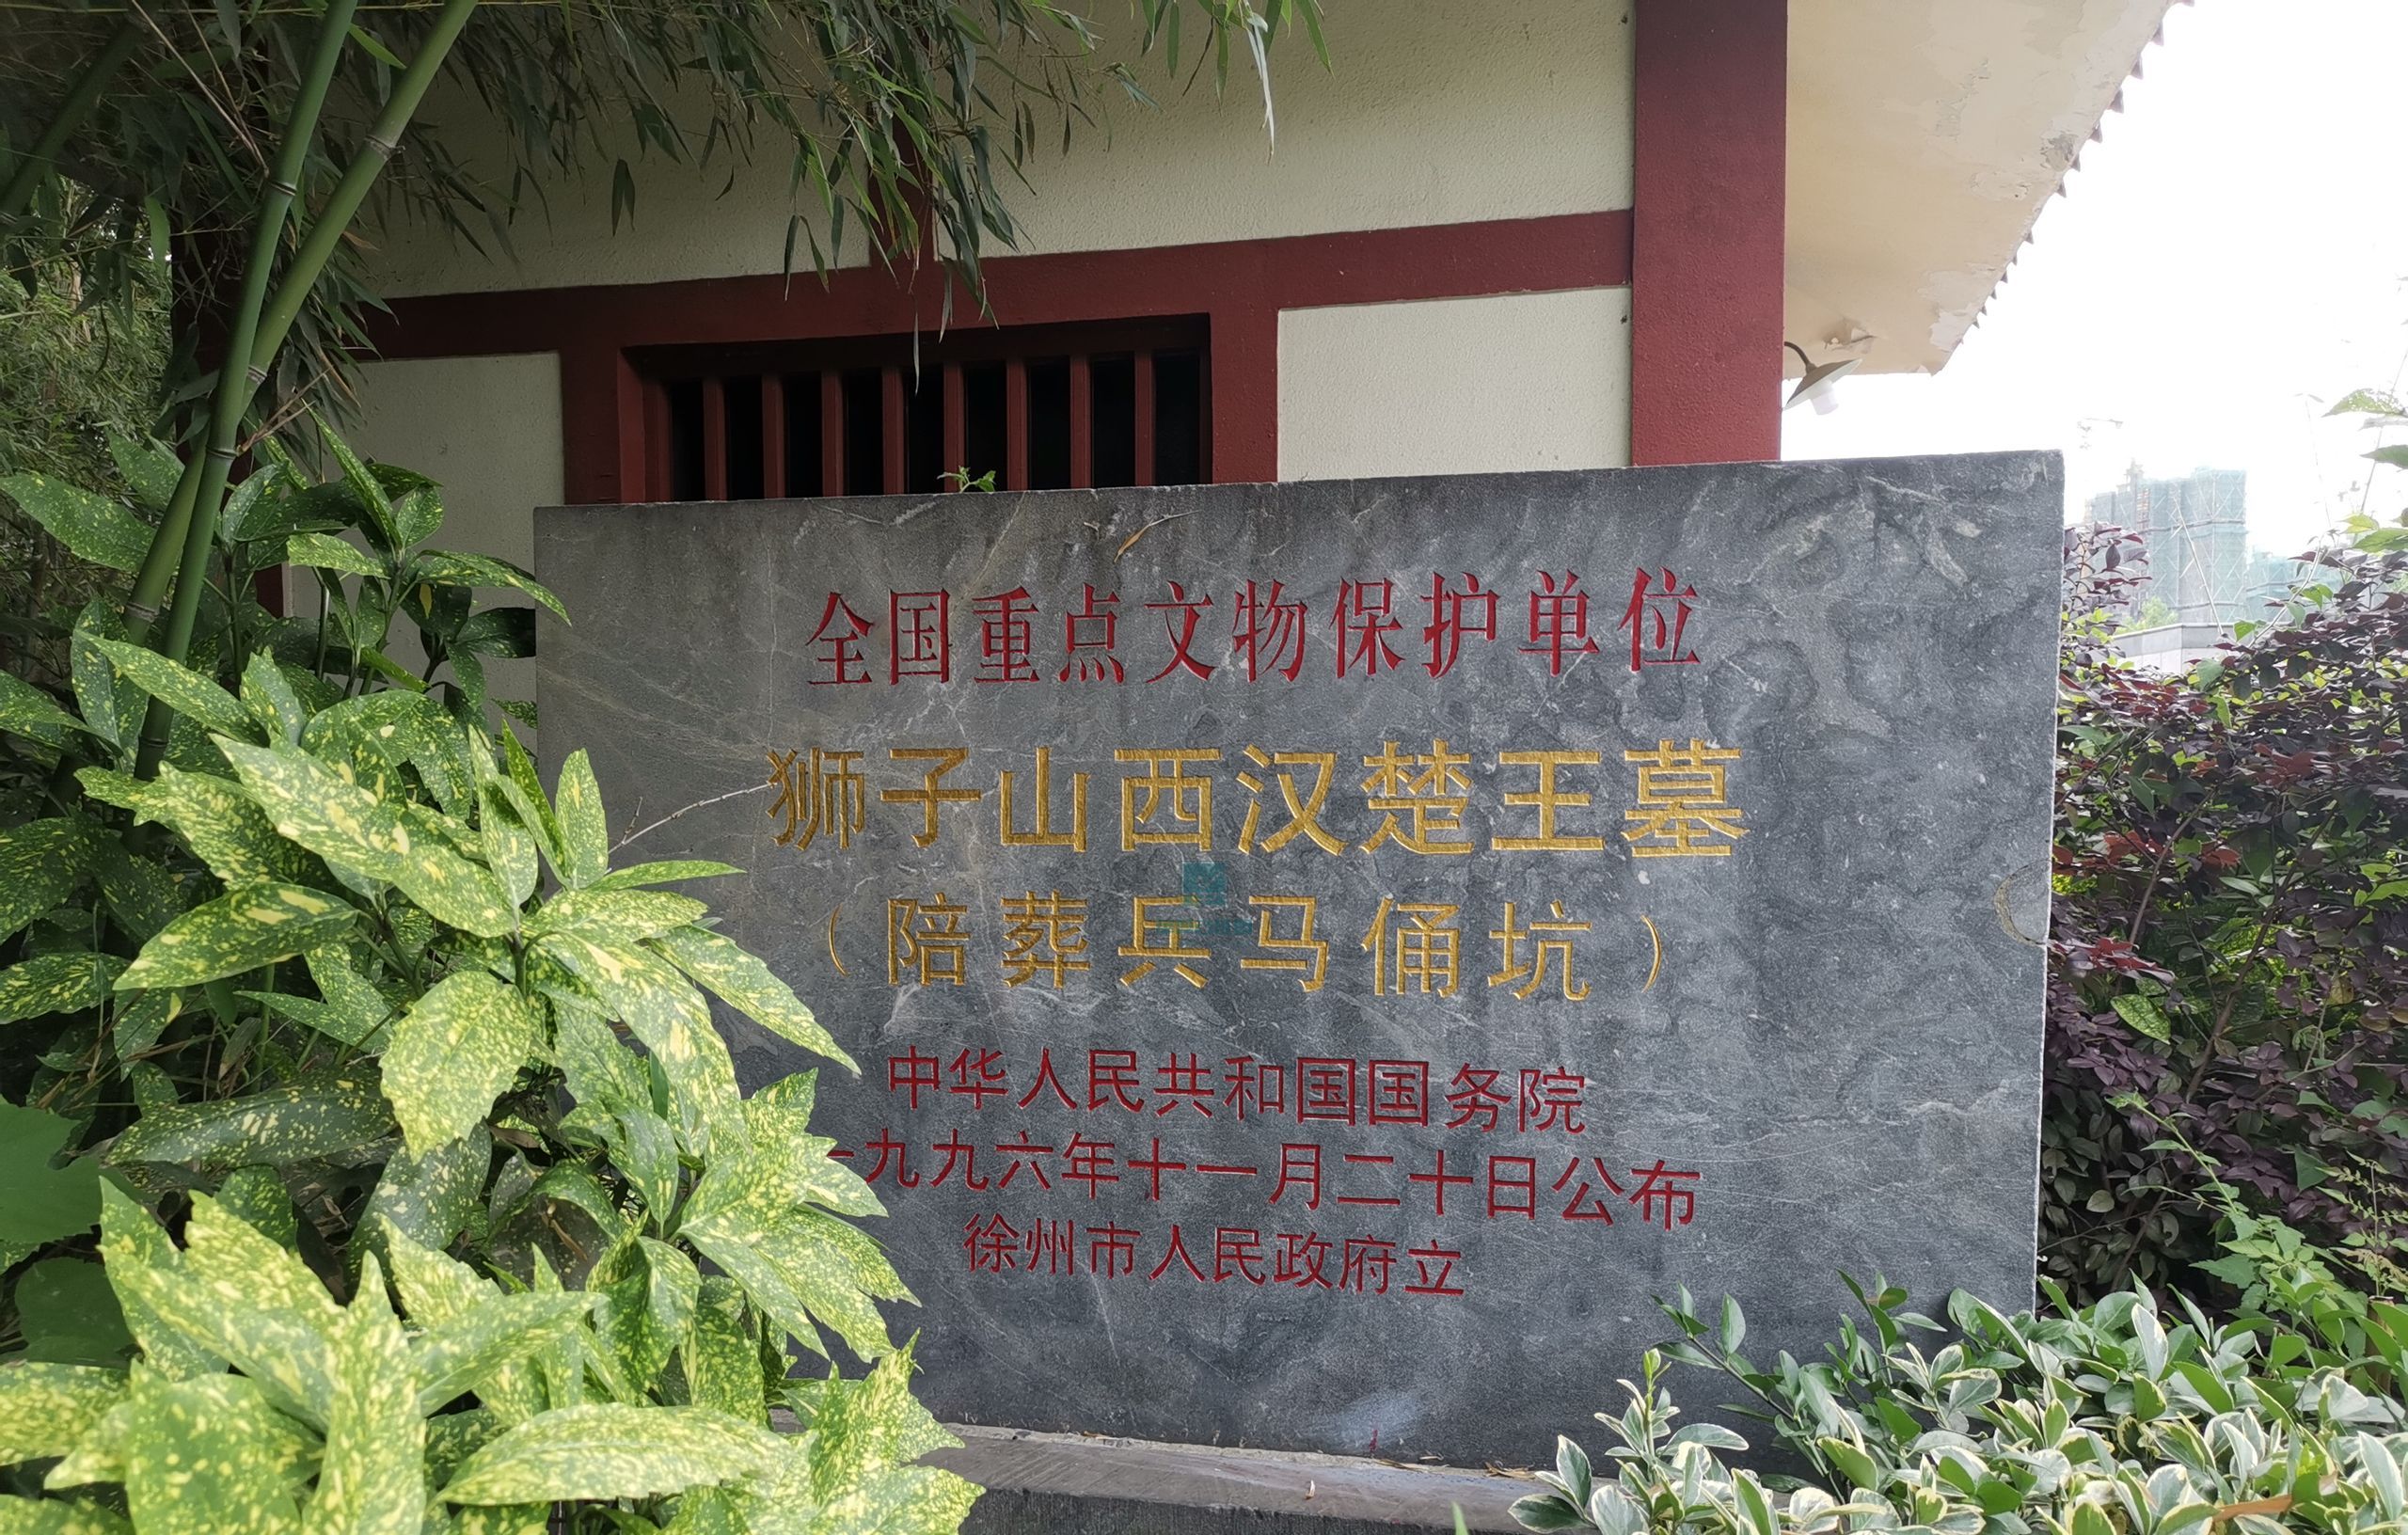 全国重点文物保护单位
狮子山西汉楚王墓
（陪葬兵马俑坑）
中华人民共和国国务院
一九九六年十一月二十日公布
徐州市人民政府立